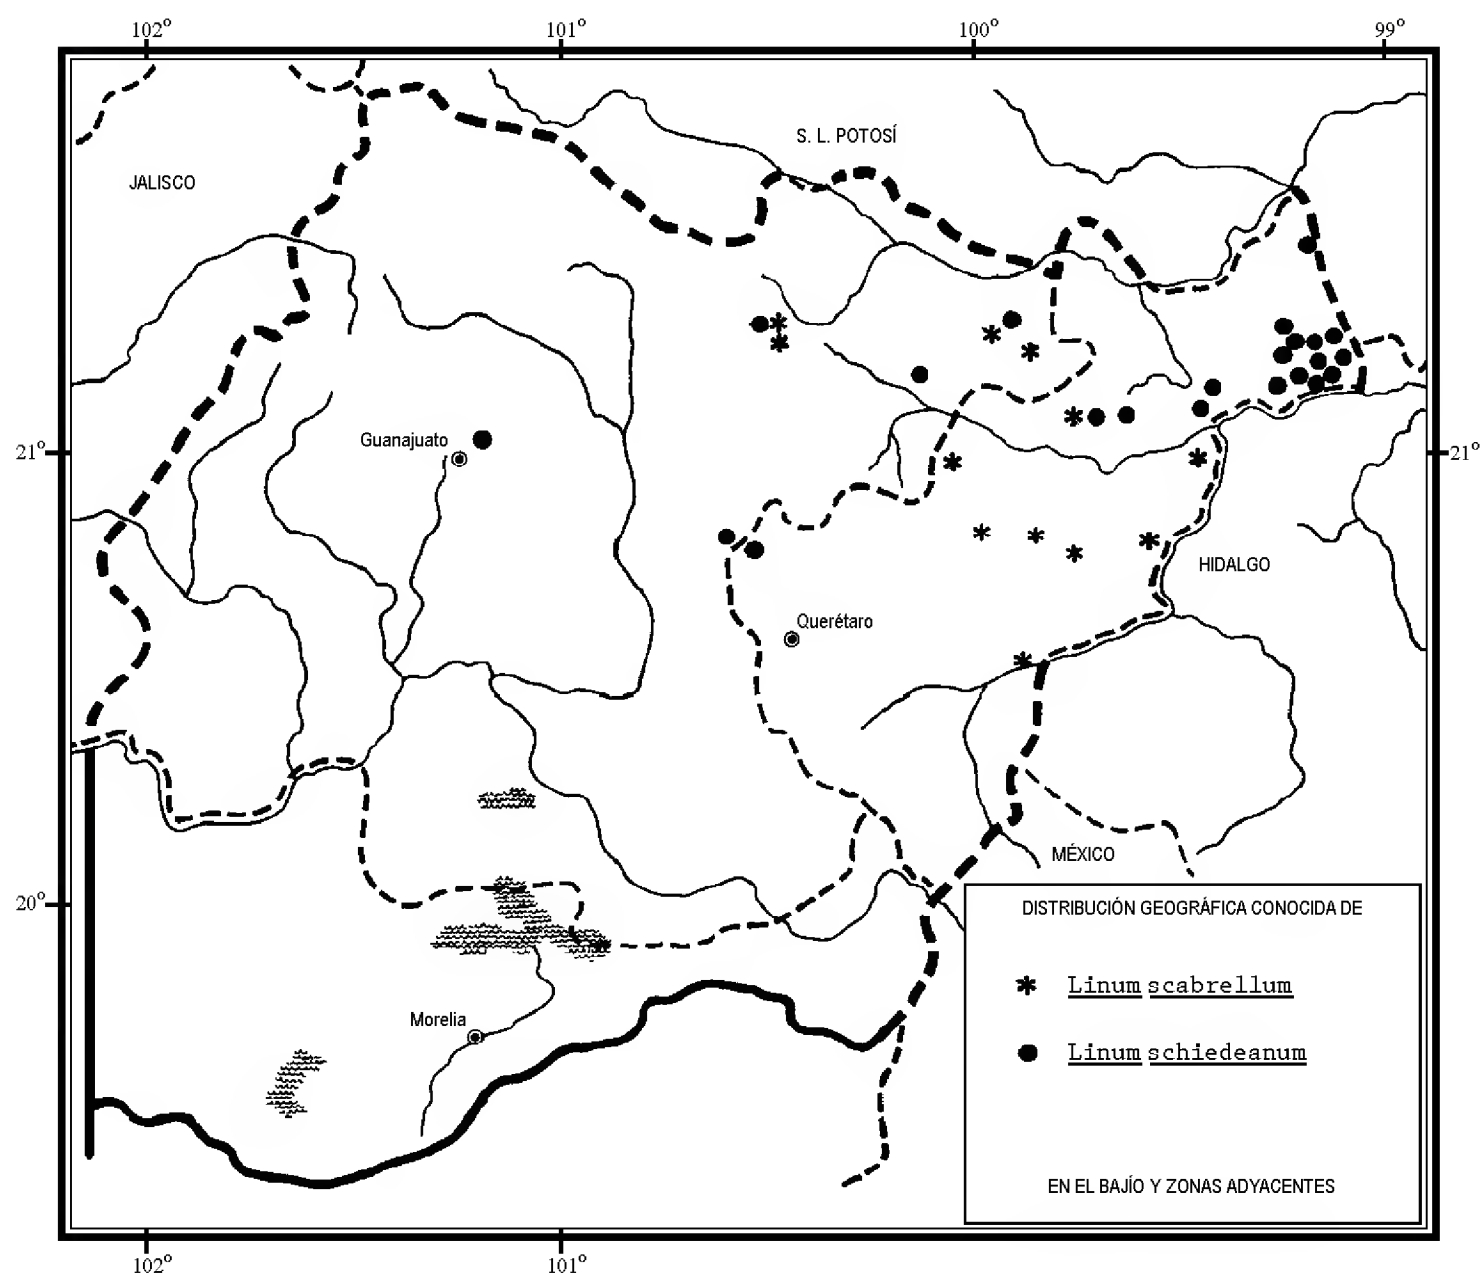 102° 101° 100° 99°
S. L. POTOSÍ
JALISCO
Guanajuato
21° 21°
HIDALGO
Querétaro
MÉXICO
20°
DISTRIBUCIÓN GEOGRÁFICA CONOCIDA DE
Linum scabrellum
Morelia
Linum schiedeanum
EN EL BAJÍO Y ZONAS ADYACENTES
102° 101°